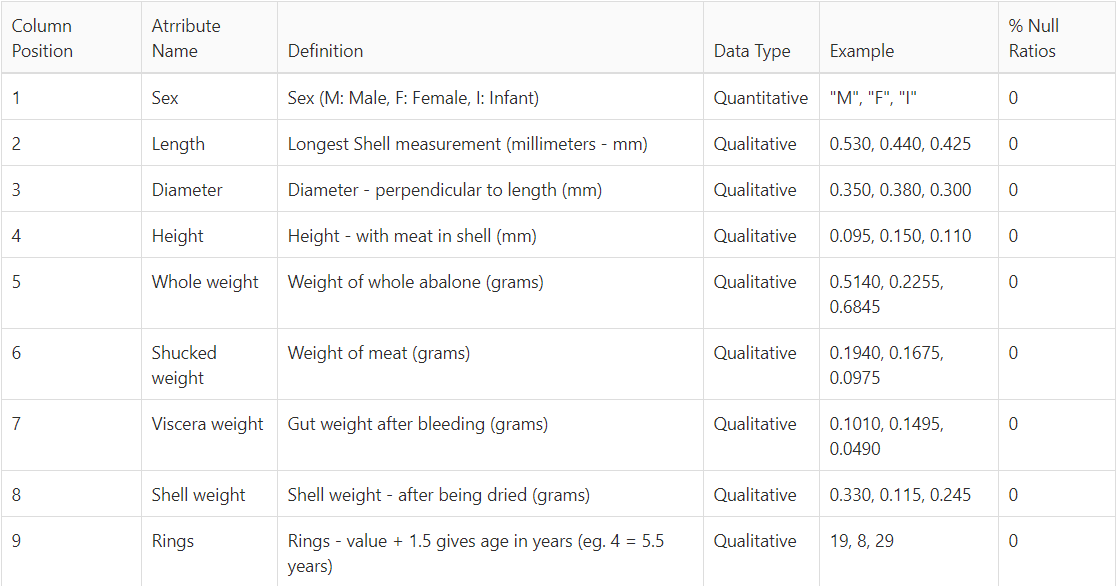 Column Position Atrribute Name Definition Data Type Example % Null Ratios
1 Sex Sex (M: Male, F: Female, I: Infant) Quantitative "M", "F", "I" 0
2 Length Longest Shell measurement (millimeters - mm) Qualitative 0.530, 0.440, 0.425 0
3 Diameter Diameter - perpendicular to length (mm) Qualitative 0.350, 0.380, 0.300 0
4 Height Height - with meat in shell (mm) Qualitative 0.095, 0.150, 0.110 0
5 Whole weight Weight of whole abalone (grams) Qualitative 0.5140, 0.2255, 0.6845 0
6 Shucked weight Weight of meat (grams) Qualitative 0.1940, 0.1675, 0.0975 0
7 Viscera weight Gut weight after bleeding (grams) Qualitative 0.1010, 0.1495, 0.0490 0
8 Shell weight Shell weight - after being dried (grams) Qualitative 0.330, 0.115, 0.245 0
9 Rings Rings - value + 1.5 gives age in years (eg. 4 = 5.5 years) Qualitative 19, 8, 29 0